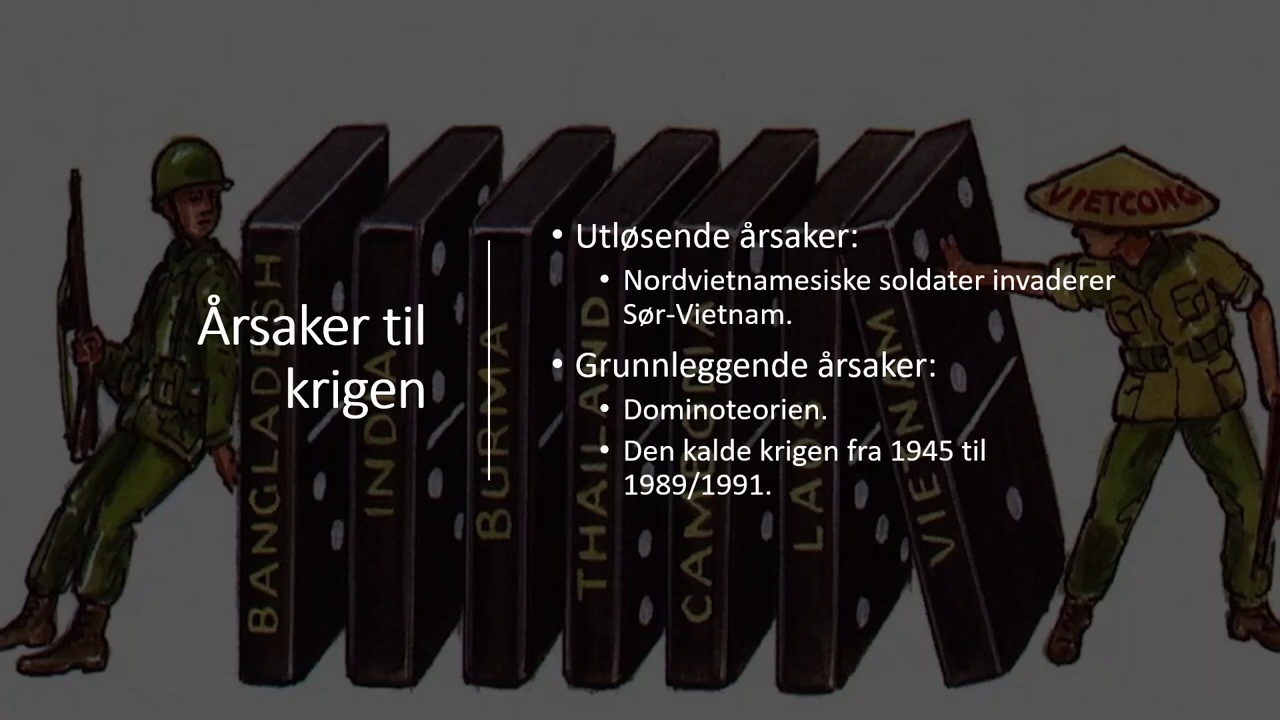 Årsaker til
krigen
• Utløsende årsaker:
• Nordvietnamesiske soldater invaderer
Sør-Vietnam.
• Grunnleggende årsaker:
• Dominoteorien.
• Den kalde krigen fra 1945 til
1989/1991.
BANGLADESH
INDIA
BURMA
THAILAND
CAMBODIA
LAOS
VIETNAM
VIETCONG